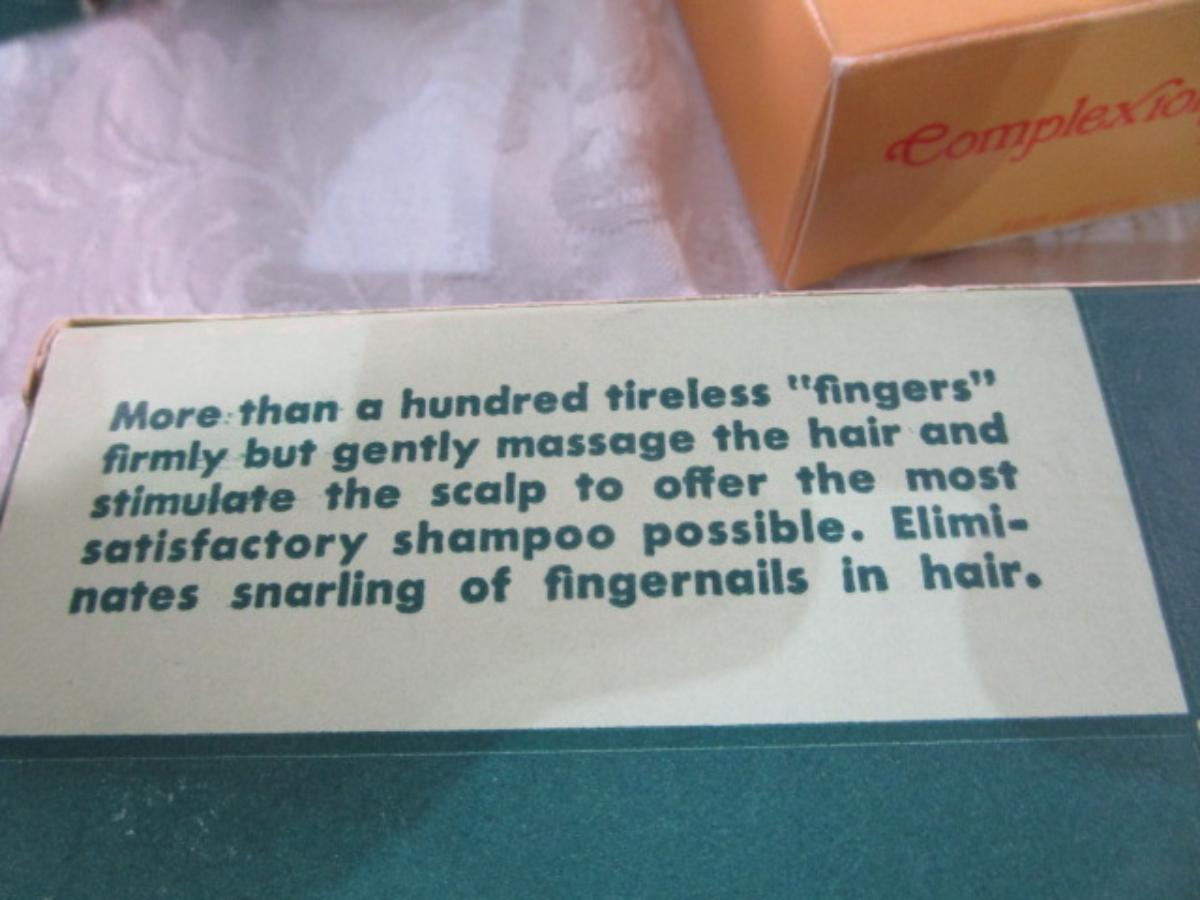 Complexion
More than a hundred tireless "fingers"
firmly but gently massage the hair and
stimulate the scalp to offer the most
satisfactory shampoo possible. Elimi-
nates snarling of fingernails in hair.